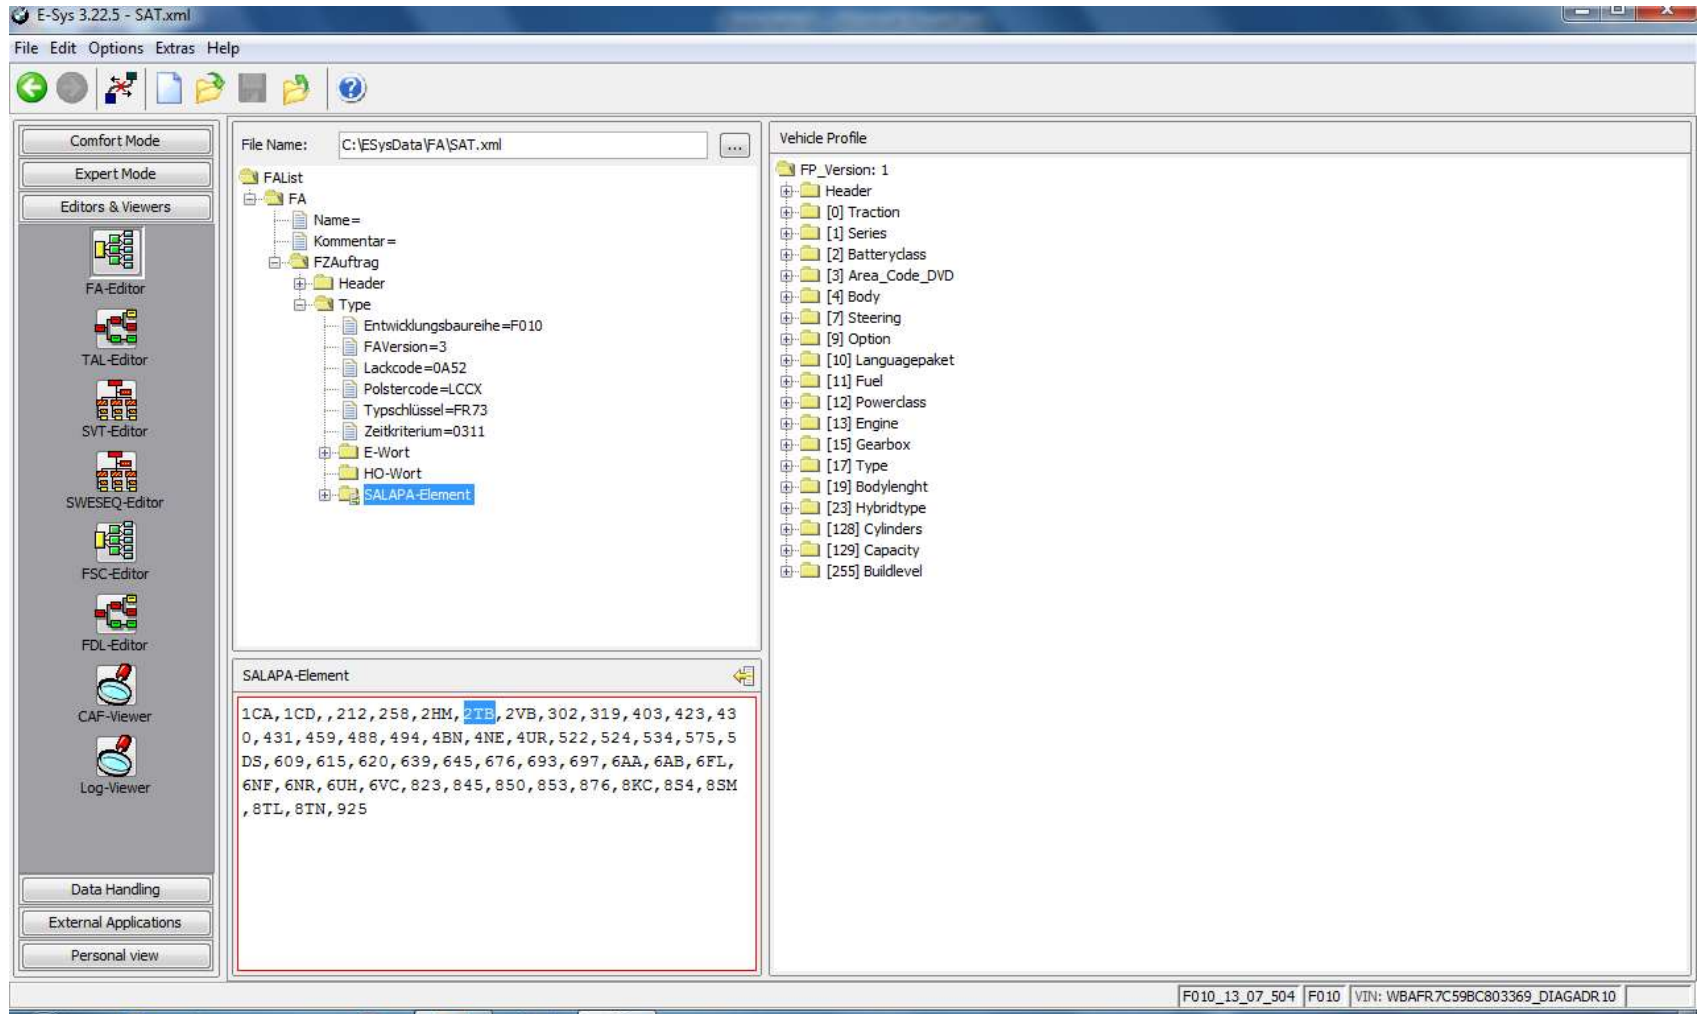 E-Sys 3.22.5 - SAT.xml
File Edit Options Extras Help
Comfort Mode
Expert Mode
Editors & Viewers
FA-Editor
TAL-Editor
SVT-Editor
SWESEQ-Editor
FSC-Editor
FDL-Editor
CAF-Viewer
Log-Viewer
Data Handling
External Applications
Personal view
File Name: C:\ESysData\FA\SAT.xml ...
FAList
FA
Name=
Kommentar=
FZAuftrag
Header
Type
Entwicklungsbaureihe=F010
FAVersion=3
Lackcode=0A52
Polstercode=LCCX
Typschlüssel=FR73
Zeitkriterium=0311
E-Wort
HO-Wort
SALAPA-Element
SALAPA-Element
1CA,1CD,,212,258,2HM,2TB,2VB,302,319,403,423,43
0,431,459,488,494,4BN,4NE,4UR,522,524,534,575,5
DS,609,615,620,639,645,676,693,697,6AA,6AB,6FL,
6NF,6NR,6UH,6VC,823,845,850,853,876,8KC,8S4,8SM
,8TL,8TN,925
Vehicle Profile
FP_Version: 1
Header
[0] Traction
[1] Series
[2] Batteryclass
[3] Area_Code_DVD
[4] Body
[7] Steering
[9] Option
[10] Languagepaket
[11] Fuel
[12] Powerclass
[13] Engine
[15] Gearbox
[17] Type
[19] Bodylenght
[23] Hybridtype
[128] Cylinders
[129] Capacity
[255] Buildlevel
F010_13_07_504 F010 VIN: WBAFR7C59BC803369_DIAGADR10